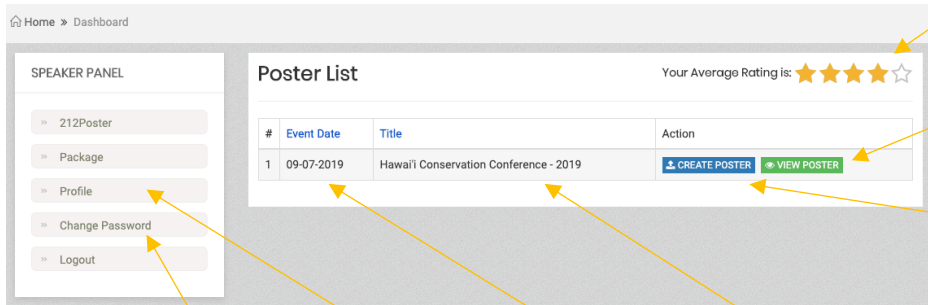 Home » Dashboard
SPEAKER PANEL
» 212Poster
» Package
» Profile
» Change Password
» Logout
Poster List
Your Average Rating is:
# Event Date Title Action
1 09-07-2019 Hawai'i Conservation Conference - 2019 CREATE POSTER VIEW POSTER